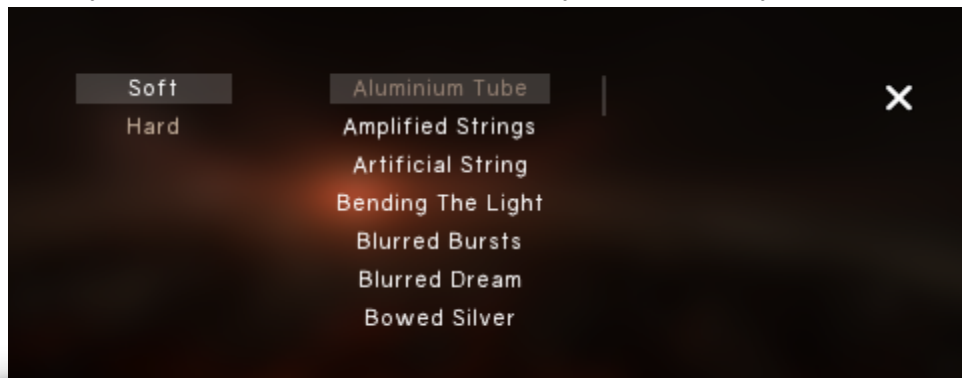 Soft
Hard
Aluminium Tube
Amplified Strings
Artificial String
Bending The Light
Blurred Bursts
Blurred Dream
Bowed Silver